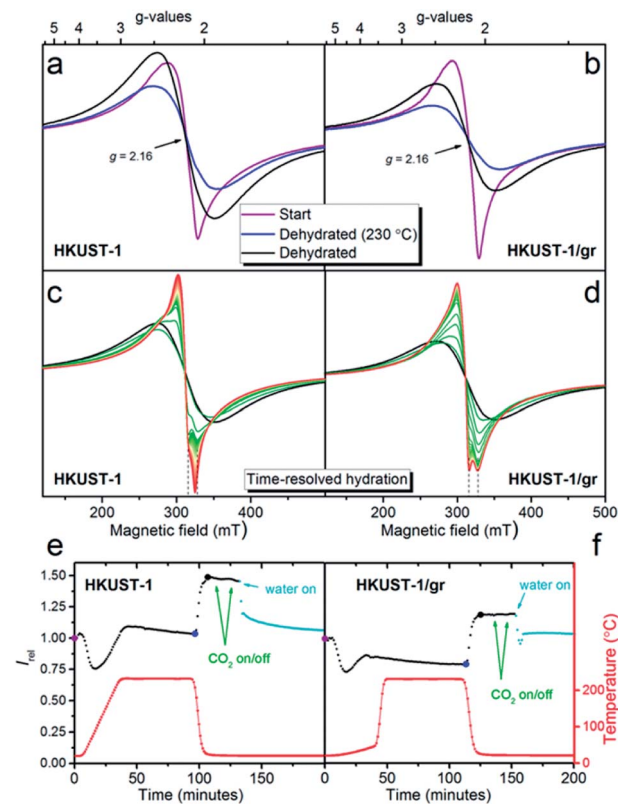 g-values
g-values
5 4 3 2
5 4 3 2
a
b
g = 2.16
g = 2.16
Start
Dehydrated (230 °C)
Dehydrated
HKUST-1
HKUST-1/gr
c
d
HKUST-1
HKUST-1/gr
Time-resolved hydration
200 300 400
200 300 400 500
Magnetic field (mT)
Magnetic field (mT)
e
f
HKUST-1
HKUST-1/gr
water on
water on
CO2 on/off
CO2 on/off
Irel
1.50
1.25
1.00
0.75
0.50
0.25
0.00
Temperature (°C)
200
100
0
0 50 100 150
0 50 100 150 200
Time (minutes)
Time (minutes)